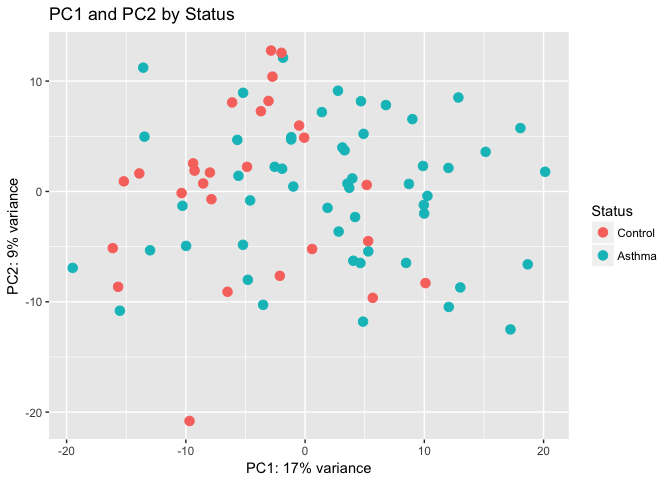 PC1 and PC2 by Status
10
0
-10
-20
PC2: 9% variance
-20
-10
0
10
20
PC1: 17% variance
Status
Control
Asthma